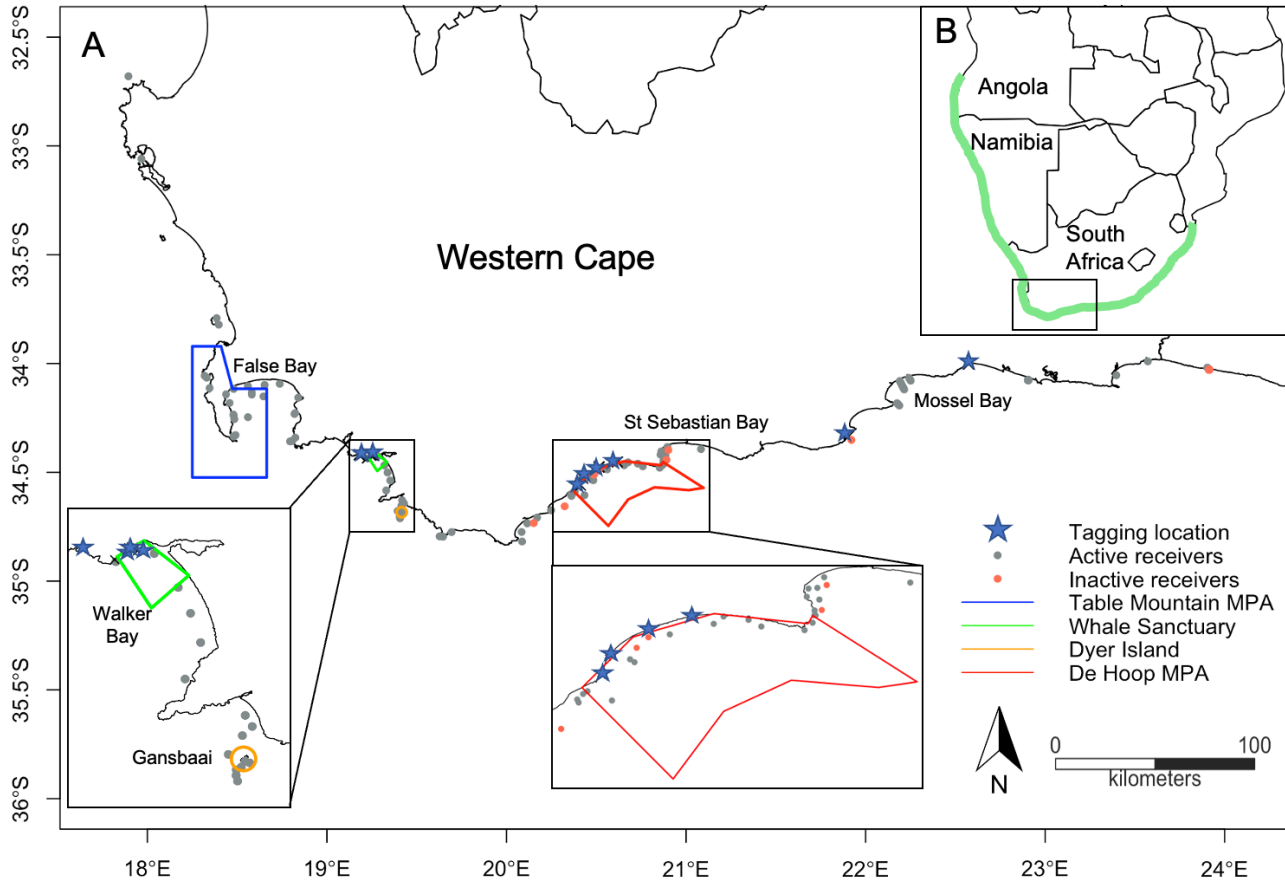 A
B
32.5°S
33°S
33.5°S
34°S
34.5°S
35°S
35.5°S
36°S
Angola
Namibia
South
Africa
Western Cape
False Bay
St Sebastian Bay
Mossel Bay
Walker
Bay
Gansbaai
Tagging location
Active receivers
Inactive receivers
Table Mountain MPA
Whale Sanctuary
Dyer Island
De Hoop MPA
N
0
100
kilometers
18°E
19°E
20°E
21°E
22°E
23°E
24°E